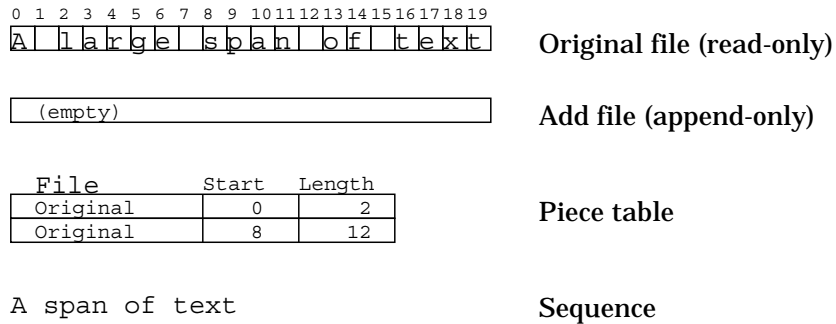 0 1 2 3 4 5 6 7 8 9 10 11 12 13 14 15 16 17 18 19
A large span of text Original file (read-only)
(empty) Add file (append-only)
File Start Length
Original 0 2
Original 8 12
Piece table
A span of text Sequence